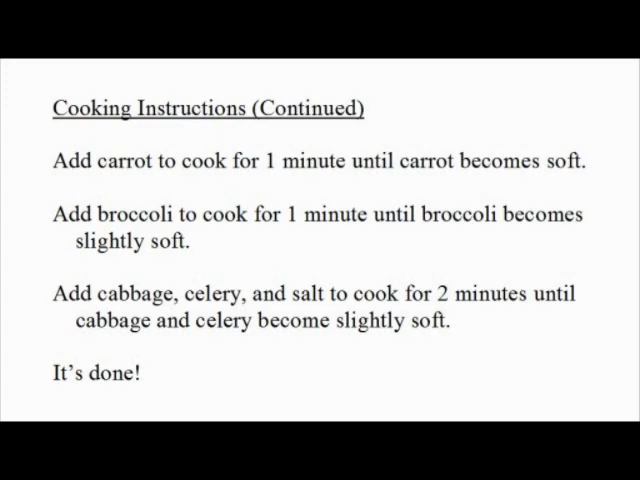 Cooking Instructions (Continued)
Add carrot to cook for 1 minute until carrot becomes soft.
Add broccoli to cook for 1 minute until broccoli becomes
slightly soft.
Add cabbage, celery, and salt to cook for 2 minutes until
cabbage and celery become slightly soft.
It’s done!